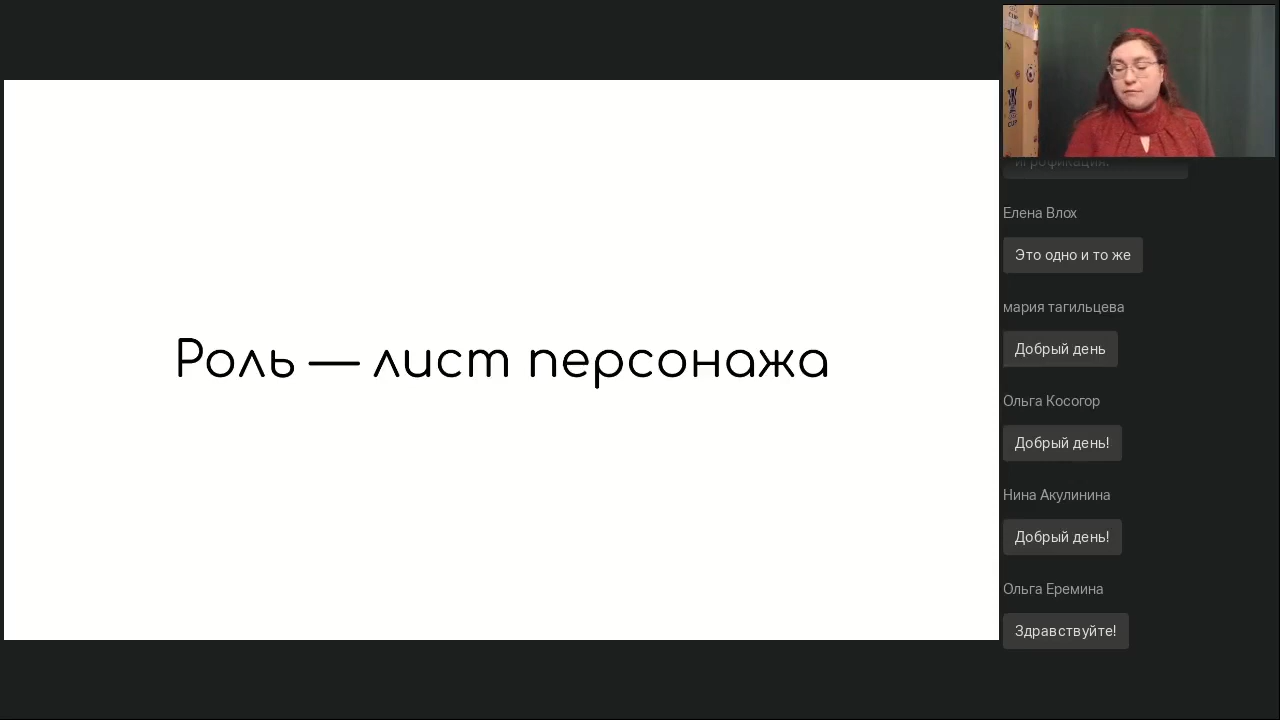 Роль — лист персонажа
игрофикация.
Елена Влох
Это одно и то же
мария тагильцева
Добрый день
Ольга Косогор
Добрый день!
Нина Акулинина
Добрый день!
Ольга Еремина
Здравствуйте!